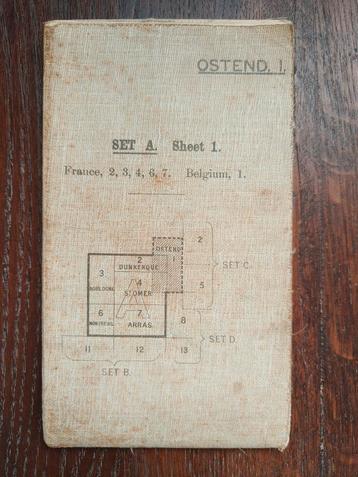 OSTEND. 1.
SET A. Sheet 1.
France, 2, 3, 4, 6, 7. Belgium, 1.
OSTEND
1
2
2
DUNKERQUE
3
SET C.
4
BOULOGNE
ST OMER
5
A
6
7
8
MONTREUIL
ARRAS.
SET D.
11
12
13
SET B.